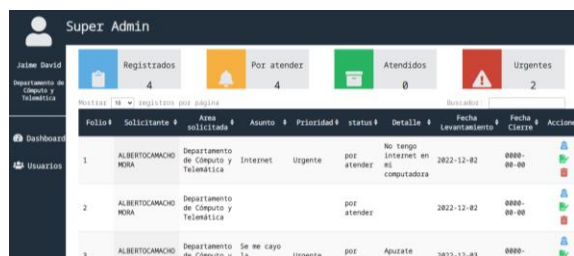 Super Admin
Jaime David
Departamento de
Cómputo y
Telemática
Dashboard
Usuarios
Registrados
4
Por atender
4
Atendidos
0
Urgentes
2
Mostrar 10 registros por página
Buscador:
Folio Solicitante Area solicitada Asunto Prioridad status Detalle Fecha Levantamiento Fecha Cierre Accione
1 ALBERTOCAMACHO MORA Departamento de Cómputo y Telemática Internet Urgente por atender No tengo internet en mi computadora 2022-12-02 0000-00-00
2 ALBERTOCAMACHO MORA Departamento de Cómputo y Telemática por atender 2022-12-02 0000-00-00
3 ALBERTOCAMACHO Departamento de Cómputo y Se me cayo la Urgente por Apurate 2022-12-03 0000-